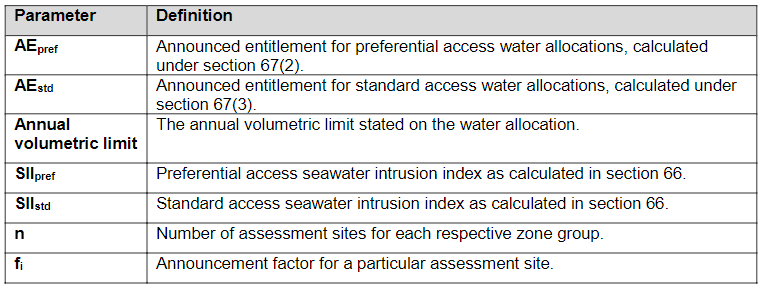 Parameter Definition
AEpref Announced entitlement for preferential access water allocations, calculated
under section 67(2).
AEstd Announced entitlement for standard access water allocations, calculated under
section 67(3).
Annual The annual volumetric limit stated on the water allocation.
volumetric limit
SIIpref Preferential access seawater intrusion index as calculated in section 66.
SIIstd Standard access seawater intrusion index as calculated in section 66.
n Number of assessment sites for each respective zone group.
fi Announcement factor for a particular assessment site.